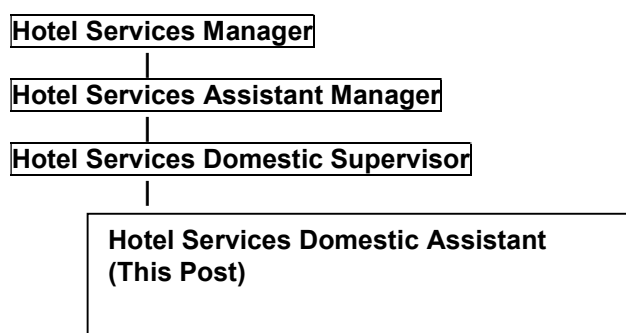 Hotel Services Manager
Hotel Services Assistant Manager
Hotel Services Domestic Supervisor
Hotel Services Domestic Assistant
(This Post)